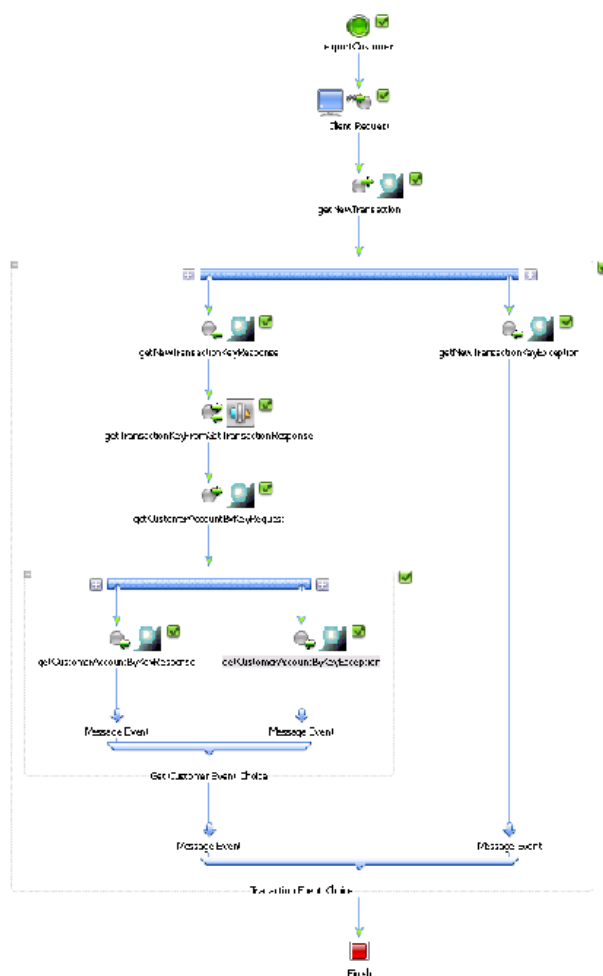 exportCustomer
Client Request
getNewTransaction
getNewTransactionKeyResponse
getNewTransactionKeyException
getTransactionKeyFromGetTransactionResponse
getCustomerAccountByKeyRequest
getCustomerAccountByKeyResponse
getCustomerAccountByKeyException
Message Event
Message Event
Get Customer Event Choice
Message Event
Message Event
Transaction Event Choice
Finish